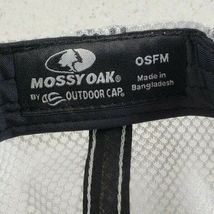 MOSSY OAK®
BY OUTDOOR CAP®
OSFM
Made in
Bangladesh